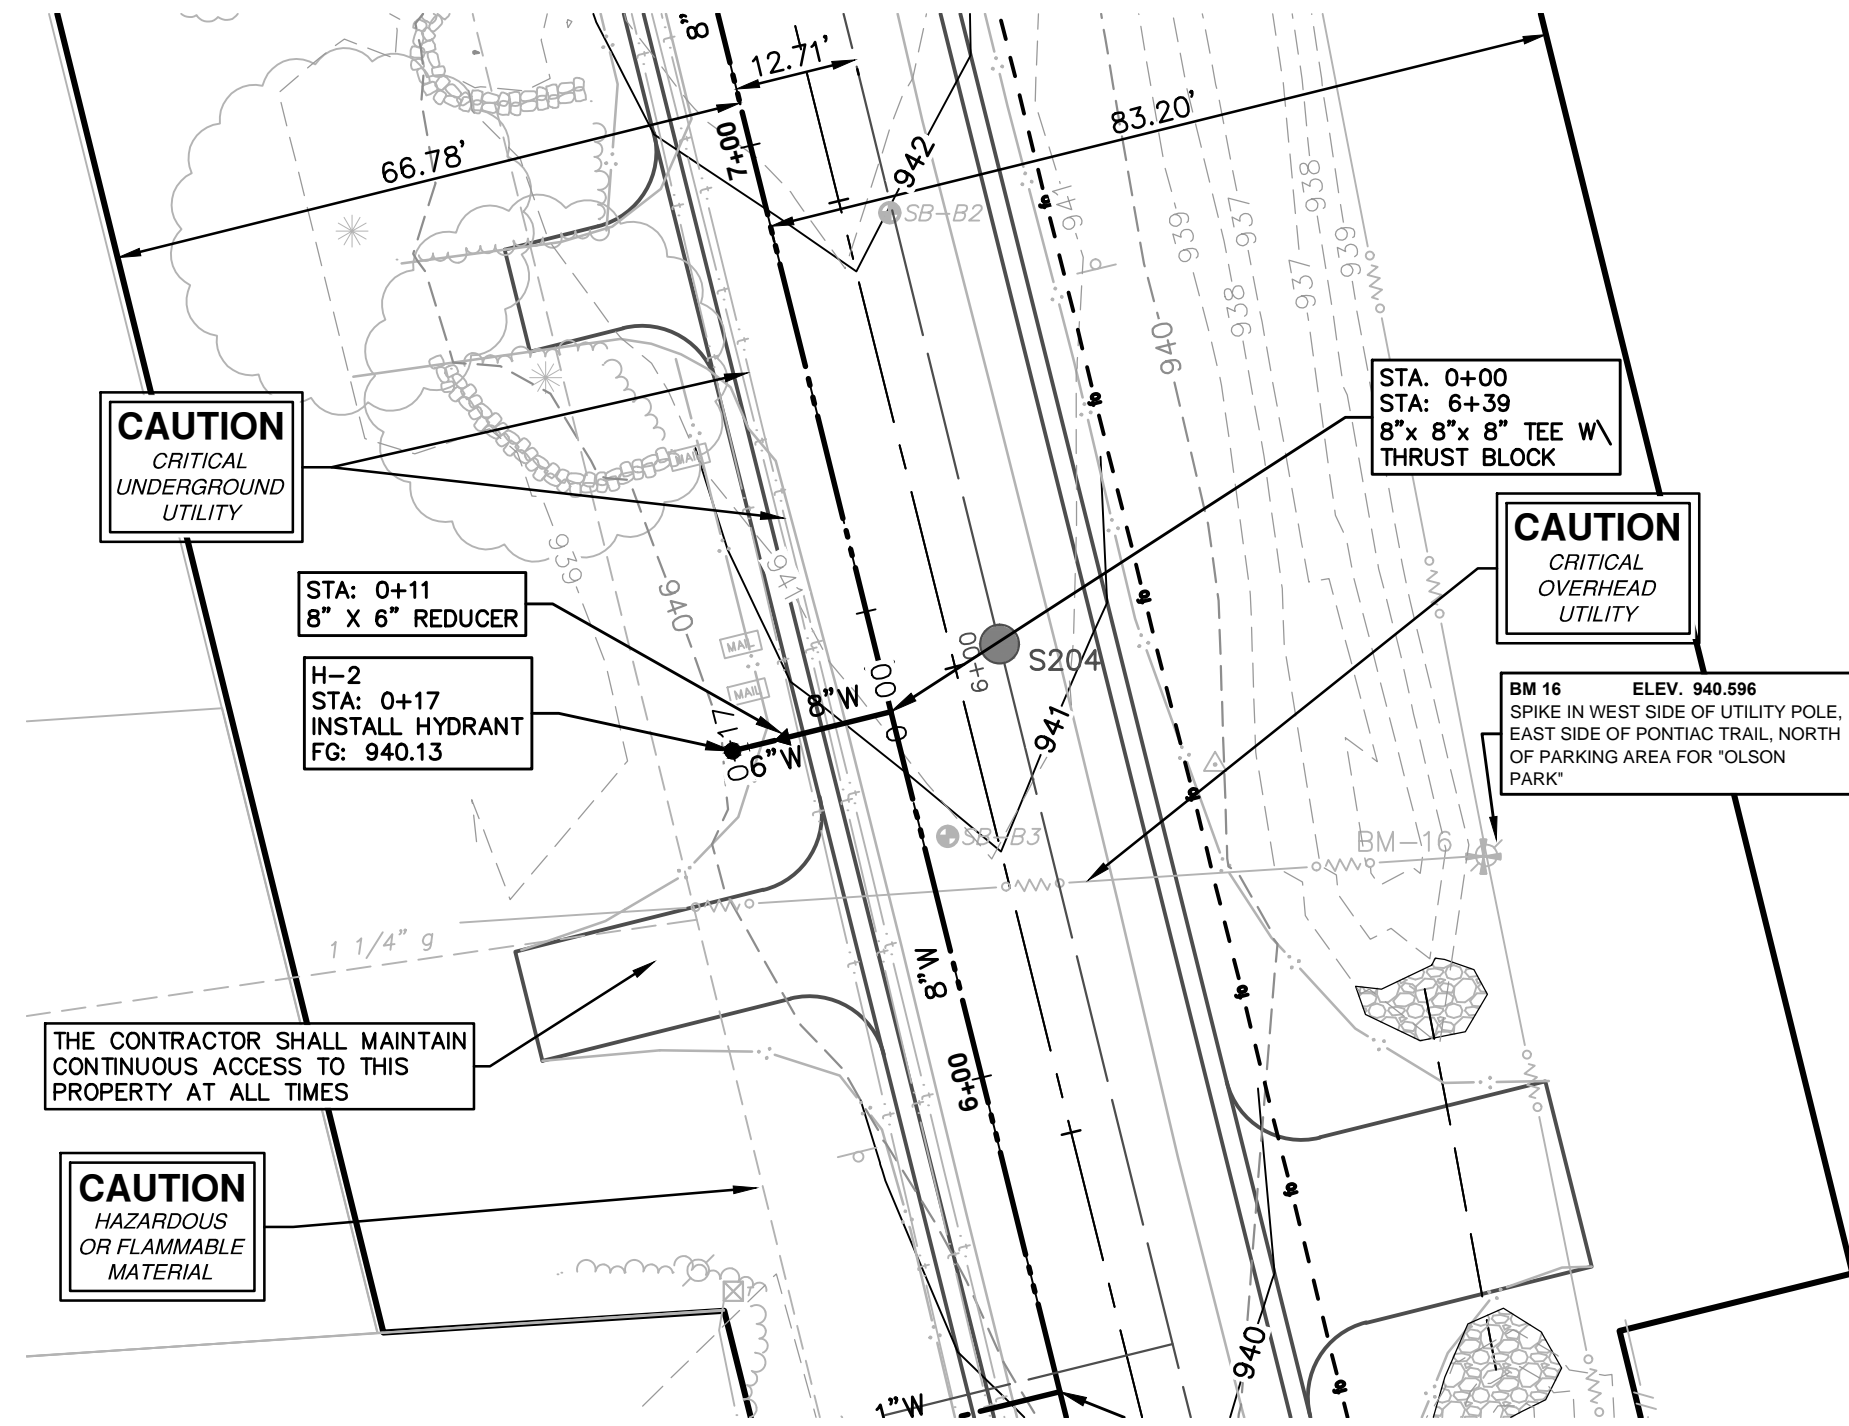 8"
12.71'
83.20'
66.78'
7+00
942
SB-B2
941
939
937
938
938
937
939
940
STA. 0+00
STA: 6+39
8"x 8"x 8" TEE W\
THRUST BLOCK
CAUTION
CRITICAL
UNDERGROUND
UTILITY
MAIL
CAUTION
CRITICAL
OVERHEAD
UTILITY
939
940
941
STA: 0+11
8" X 6" REDUCER
MAIL
MAIL
6+00
S204
H-2
STA: 0+17
INSTALL HYDRANT
FG: 940.13
0+17
8"W
6"W
0+00
941
BM 16 ELEV. 940.596
SPIKE IN WEST SIDE OF UTILITY POLE,
EAST SIDE OF PONTIAC TRAIL, NORTH
OF PARKING AREA FOR "OLSON
PARK"
SB-B3
BM-16
1 1/4" g
8"W
THE CONTRACTOR SHALL MAINTAIN
CONTINUOUS ACCESS TO THIS
PROPERTY AT ALL TIMES
6+00
CAUTION
HAZARDOUS
OR FLAMMABLE
MATERIAL
940
1"W